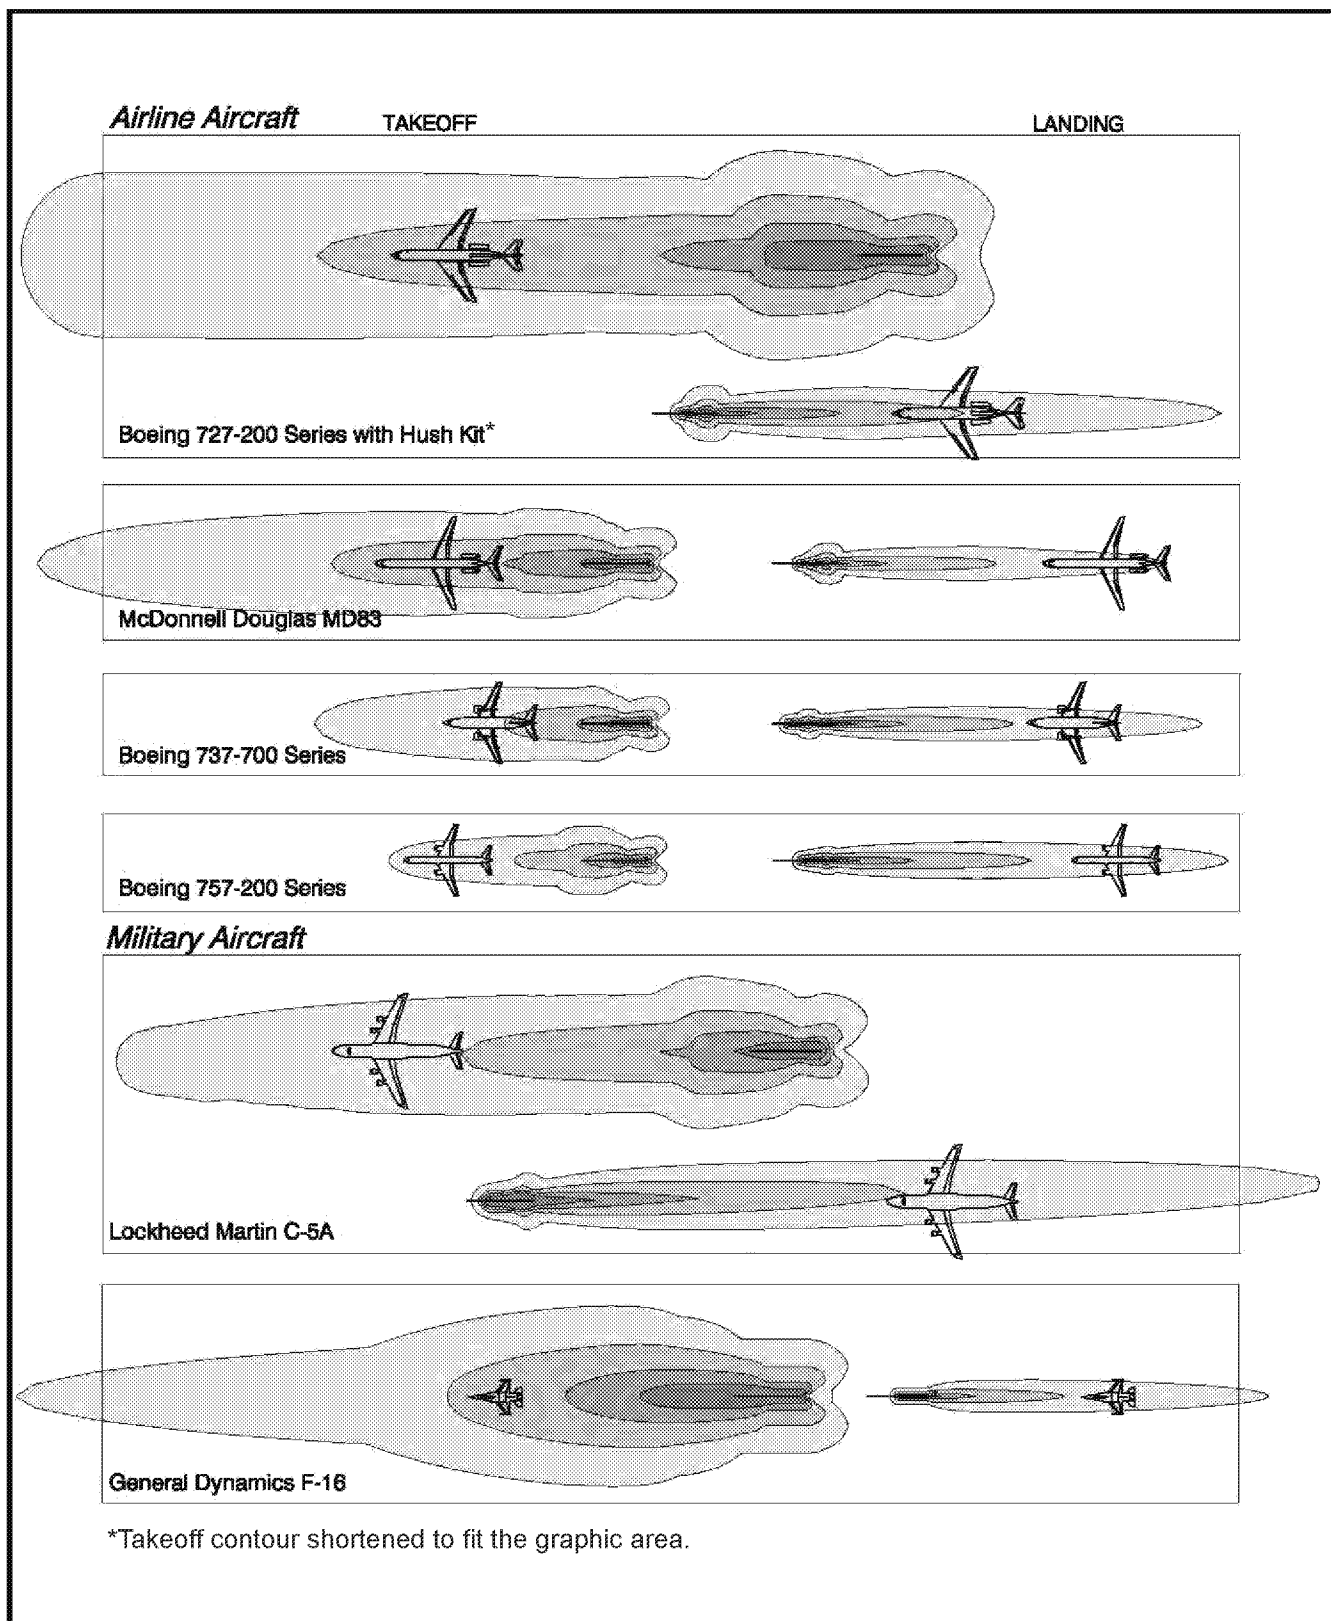 Airline Aircraft TAKEOFF LANDING
Boeing 727-200 Series with Hush Kit*
McDonnell Douglas MD83
Boeing 737-700 Series
Boeing 757-200 Series
Military Aircraft
Lockheed Martin C-5A
General Dynamics F-16
*Takeoff contour shortened to fit the graphic area.